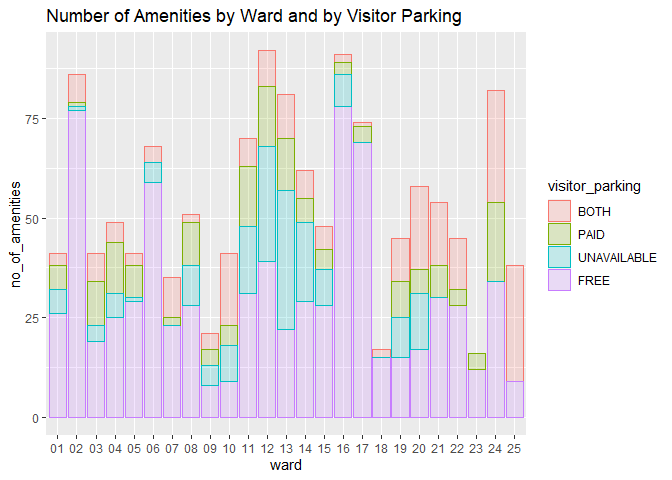 Number of Amenities by Ward and by Visitor Parking
no_of_amenities
75
50
25
0
01 02 03 04 05 06 07 08 09 10 11 12 13 14 15 16 17 18 19 20 21 22 23 24 25
ward
visitor_parking
BOTH
PAID
UNAVAILABLE
FREE